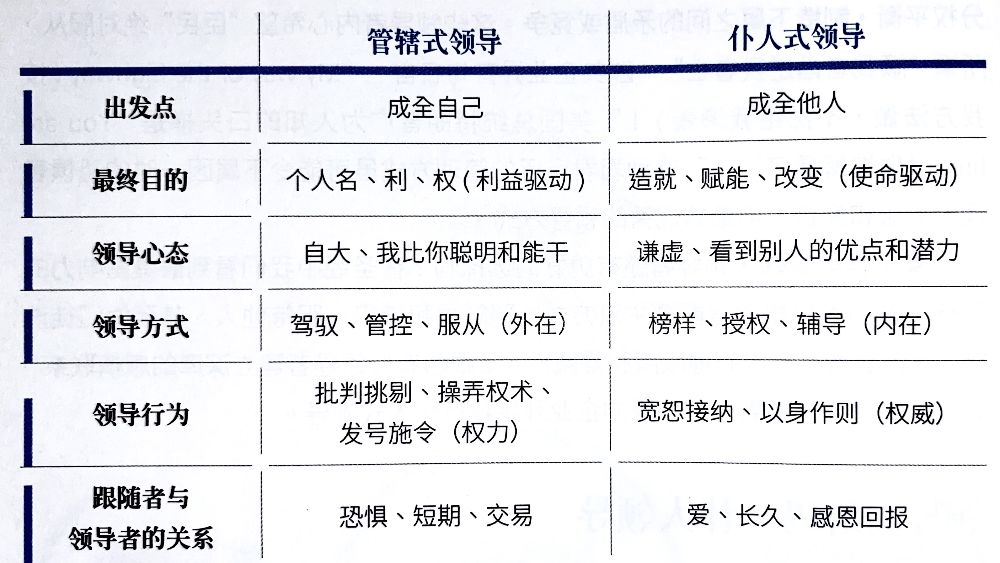 管辖式领导
仆人式领导
出发点
成全自己
成全他人
最终目的
个人名、利、权(利益驱动)
造就、赋能、改变（使命驱动）
领导心态
自大、我比你聪明和能干
谦虚、看到别人的优点和潜力
领导方式
驾驭、管控、服从（外在）
榜样、授权、辅导（内在）
领导行为
批判挑剔、操弄权术、
发号施令（权力）
宽恕接纳、以身作则（权威）
跟随者与
领导者的关系
恐惧、短期、交易
爱、长久、感恩回报